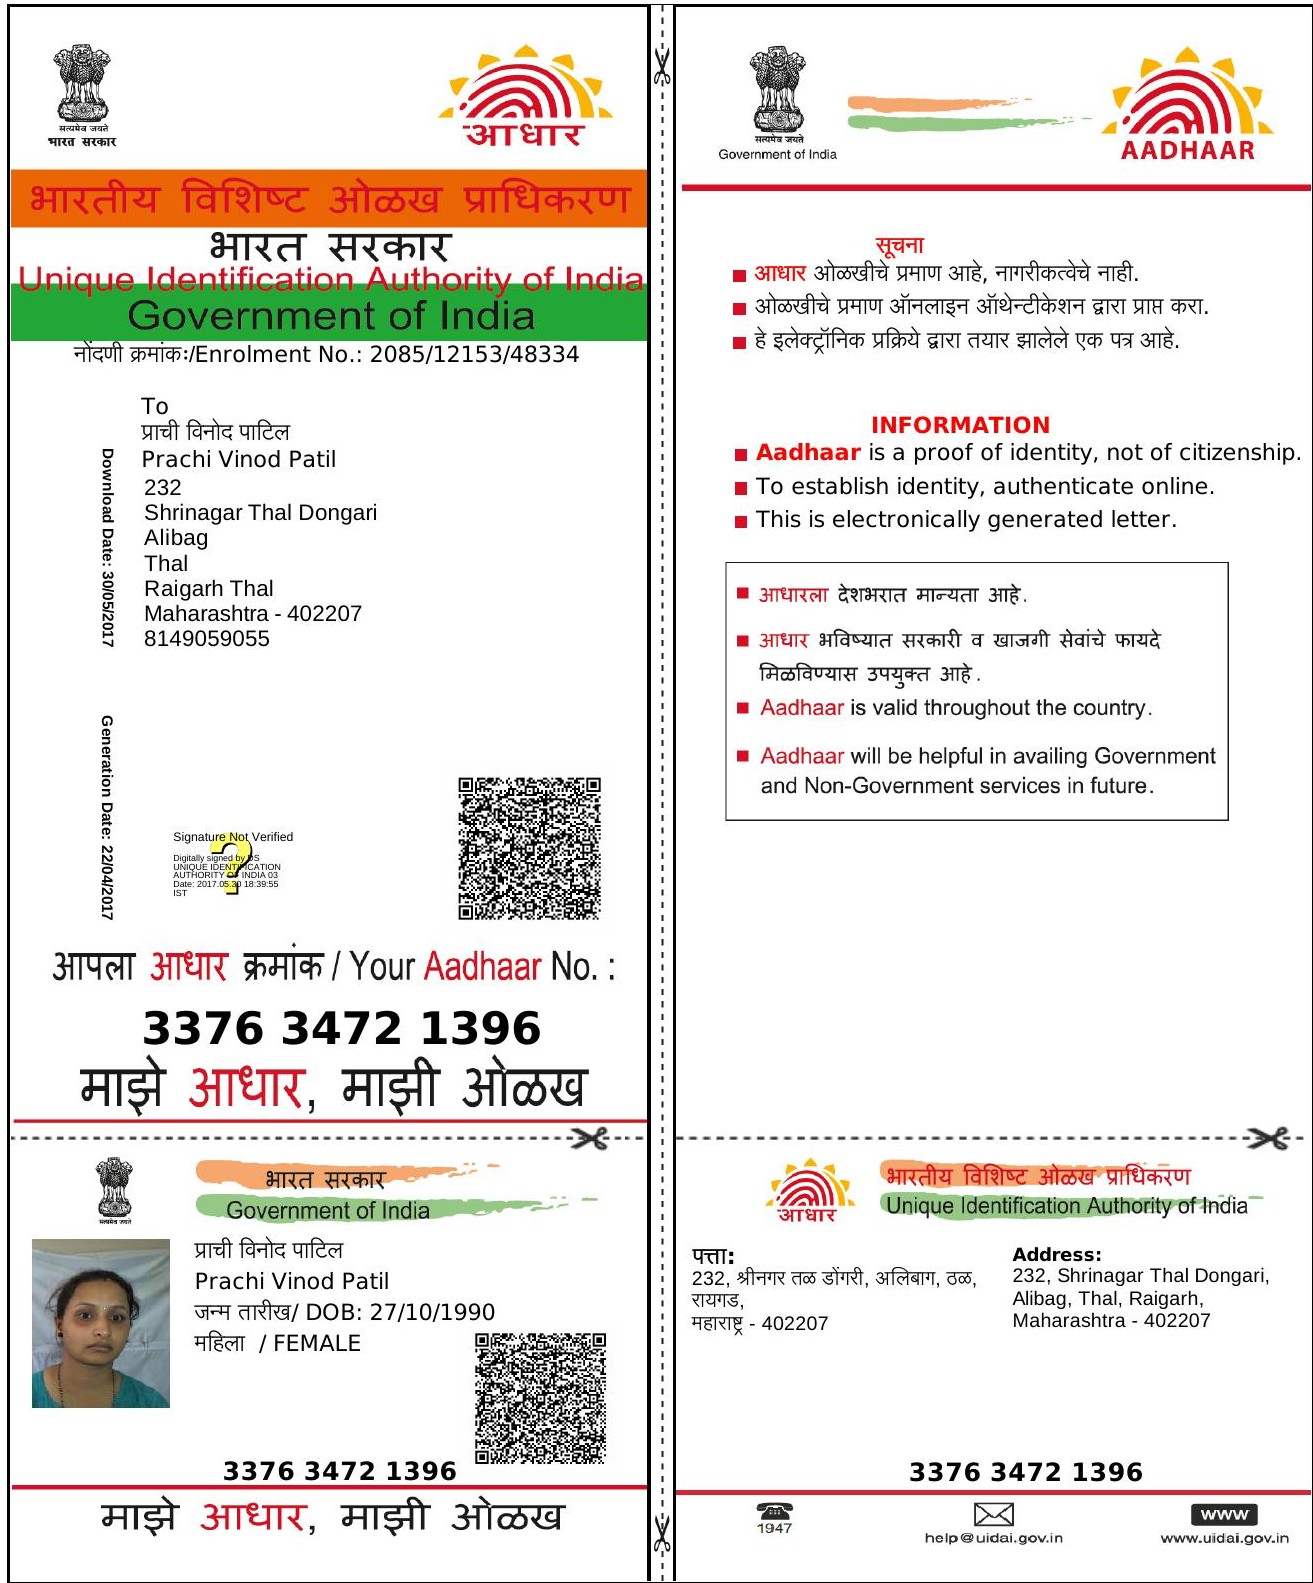 सत्यमेव जयते
भारत सरकार
आधार
भारतीय विशिष्ट ओळख प्राधिकरण
भारत सरकार
Unique Identification Authority of India
Government of India
नोंदणी क्रमांक:/Enrolment No.: 2085/12153/48334
To
प्राची विनोद पाटिल
Prachi Vinod Patil
232
Shrinagar Thal Dongari
Alibag
Thal
Raigarh Thal
Maharashtra - 402207
8149059055
Download Date: 30/05/2017
Generation Date: 22/04/2017
Signature Not Verified
Digitally signed by DS
UNIQUE IDENTIFICATION
AUTHORITY OF INDIA 03
Date: 2017.05.30 18:39:55
IST
आपला आधार क्रमांक / Your Aadhaar No. :
3376 3472 1396
माझे आधार, माझी ओळख
सत्यमेव जयते
भारत सरकार
Government of India
प्राची विनोद पाटिल
Prachi Vinod Patil
जन्म तारीख/ DOB: 27/10/1990
महिला / FEMALE
3376 3472 1396
माझे आधार, माझी ओळख
सत्यमेव जयते
Government of India
AADHAAR
सूचना
आधार ओळखीचे प्रमाण आहे, नागरीकत्वेचे नाही.
ओळखीचे प्रमाण ऑनलाइन ऑथेन्टीकेशन द्वारा प्राप्त करा.
हे इलेक्ट्रॉनिक प्रक्रिये द्वारा तयार झालेले एक पत्र आहे.
INFORMATION
Aadhaar is a proof of identity, not of citizenship.
To establish identity, authenticate online.
This is electronically generated letter.
आधारला देशभरात मान्यता आहे.
आधार भविष्यात सरकारी व खाजगी सेवांचे फायदे
मिळविण्यास उपयुक्त आहे.
Aadhaar is valid throughout the country.
Aadhaar will be helpful in availing Government
and Non-Government services in future.
आधार
भारतीय विशिष्ट ओळख प्राधिकरण
Unique Identification Authority of India
पत्ता:
232, श्रीनगर तळ डोंगरी, अलिबाग, ठळ,
रायगड,
महाराष्ट्र - 402207
Address:
232, Shrinagar Thal Dongari,
Alibag, Thal, Raigarh,
Maharashtra - 402207
3376 3472 1396
1947
help@uidai.gov.in
www
www.uidai.gov.in